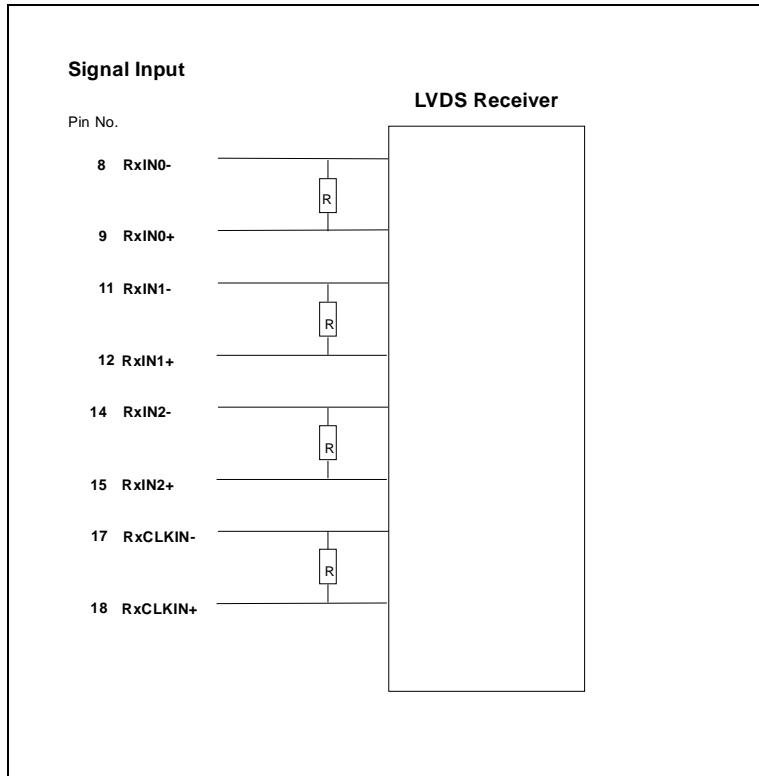 Signal Input
LVDS Receiver
Pin No.
8 RxIN0-
R
9 RxIN0+
11 RxIN1-
R
12 RxIN1+
14 RxIN2-
R
15 RxIN2+
17 RxCLKIN-
R
18 RxCLKIN+